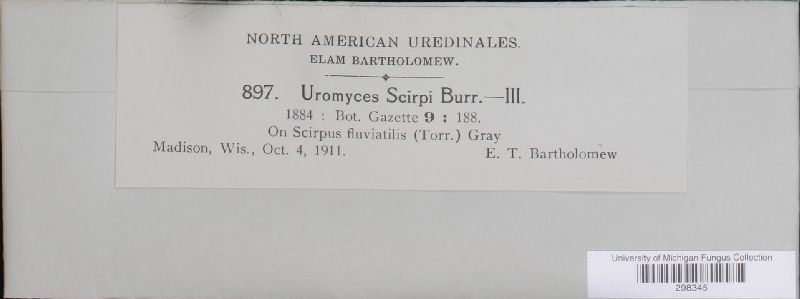 NORTH AMERICAN UREDINALES.
ELAM BARTHOLOMEW.
897. Uromyces Scirpi Burr.—III.
1884 : Bot. Gazette 9 : 188.
On Scirpus fluviatilis (Torr.) Gray
Madison, Wis., Oct. 4, 1911. E. T. Bartholomew
University of Michigan Fungus Collection
298345